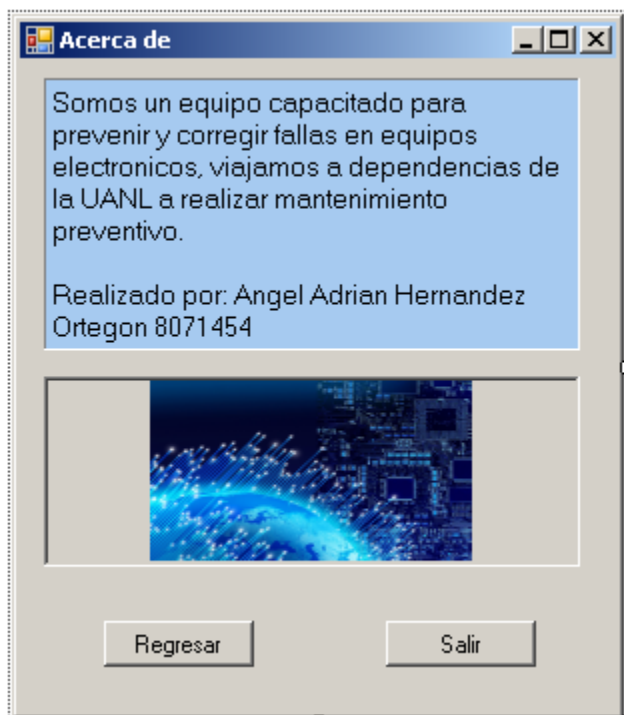 Acerca de
Somos un equipo capacitado para
prevenir y corregir fallas en equipos
electronicos, viajamos a dependencias de
la UANL a realizar mantenimiento
preventivo.
Realizado por: Angel Adrian Hernandez
Ortegon 8071454
Regresar
Salir